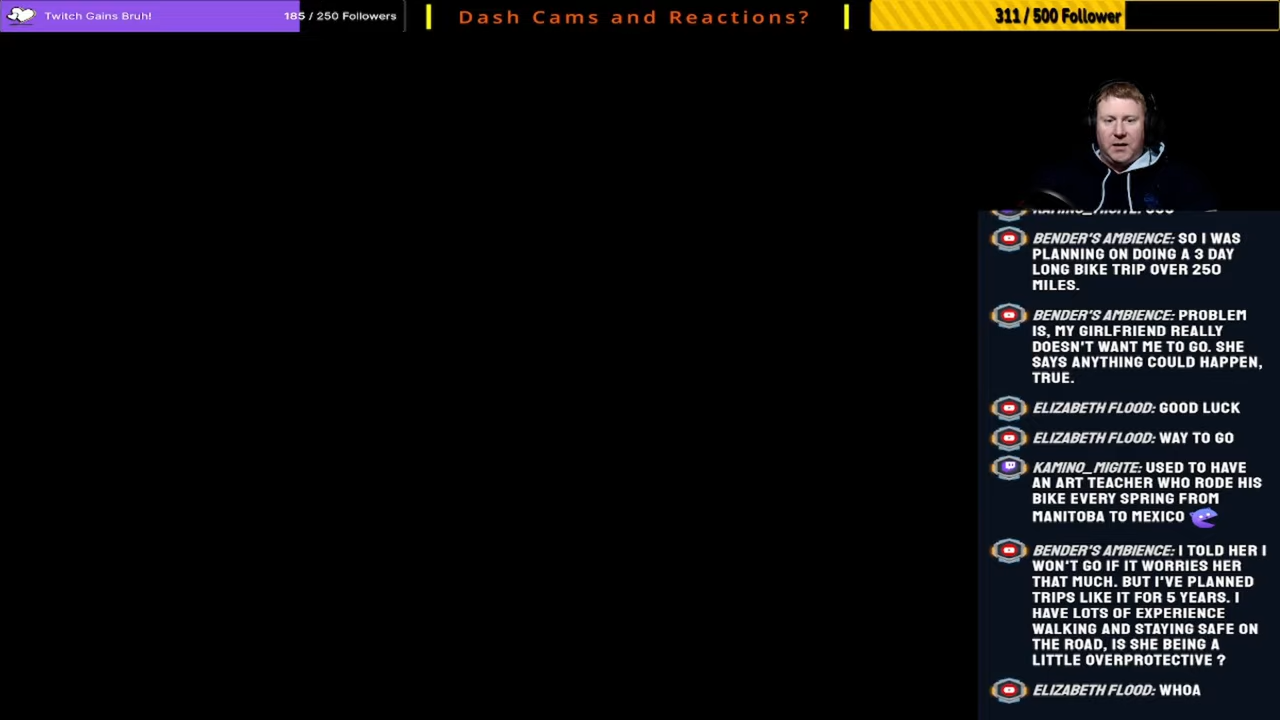 Twitch Gains Bruh!
185 / 250 Followers
Dash Cams and Reactions?
311 / 500 Follower
BENDER'S AMBIENCE: SO I WAS
PLANNING ON DOING A 3 DAY
LONG BIKE TRIP OVER 250
MILES.
BENDER'S AMBIENCE: PROBLEM
IS, MY GIRLFRIEND REALLY
DOESN'T WANT ME TO GO. SHE
SAYS ANYTHING COULD HAPPEN,
TRUE.
ELIZABETH FLOOD: GOOD LUCK
ELIZABETH FLOOD: WAY TO GO
KAMINO_MIGITE: USED TO HAVE
AN ART TEACHER WHO RODE HIS
BIKE EVERY SPRING FROM
MANITOBA TO MEXICO
BENDER'S AMBIENCE: I TOLD HER I
WON'T GO IF IT WORRIES HER
THAT MUCH. BUT I'VE PLANNED
TRIPS LIKE IT FOR 5 YEARS. I
HAVE LOTS OF EXPERIENCE
WALKING AND STAYING SAFE ON
THE ROAD, IS SHE BEING A
LITTLE OVERPROTECTIVE ?
ELIZABETH FLOOD: WHOA